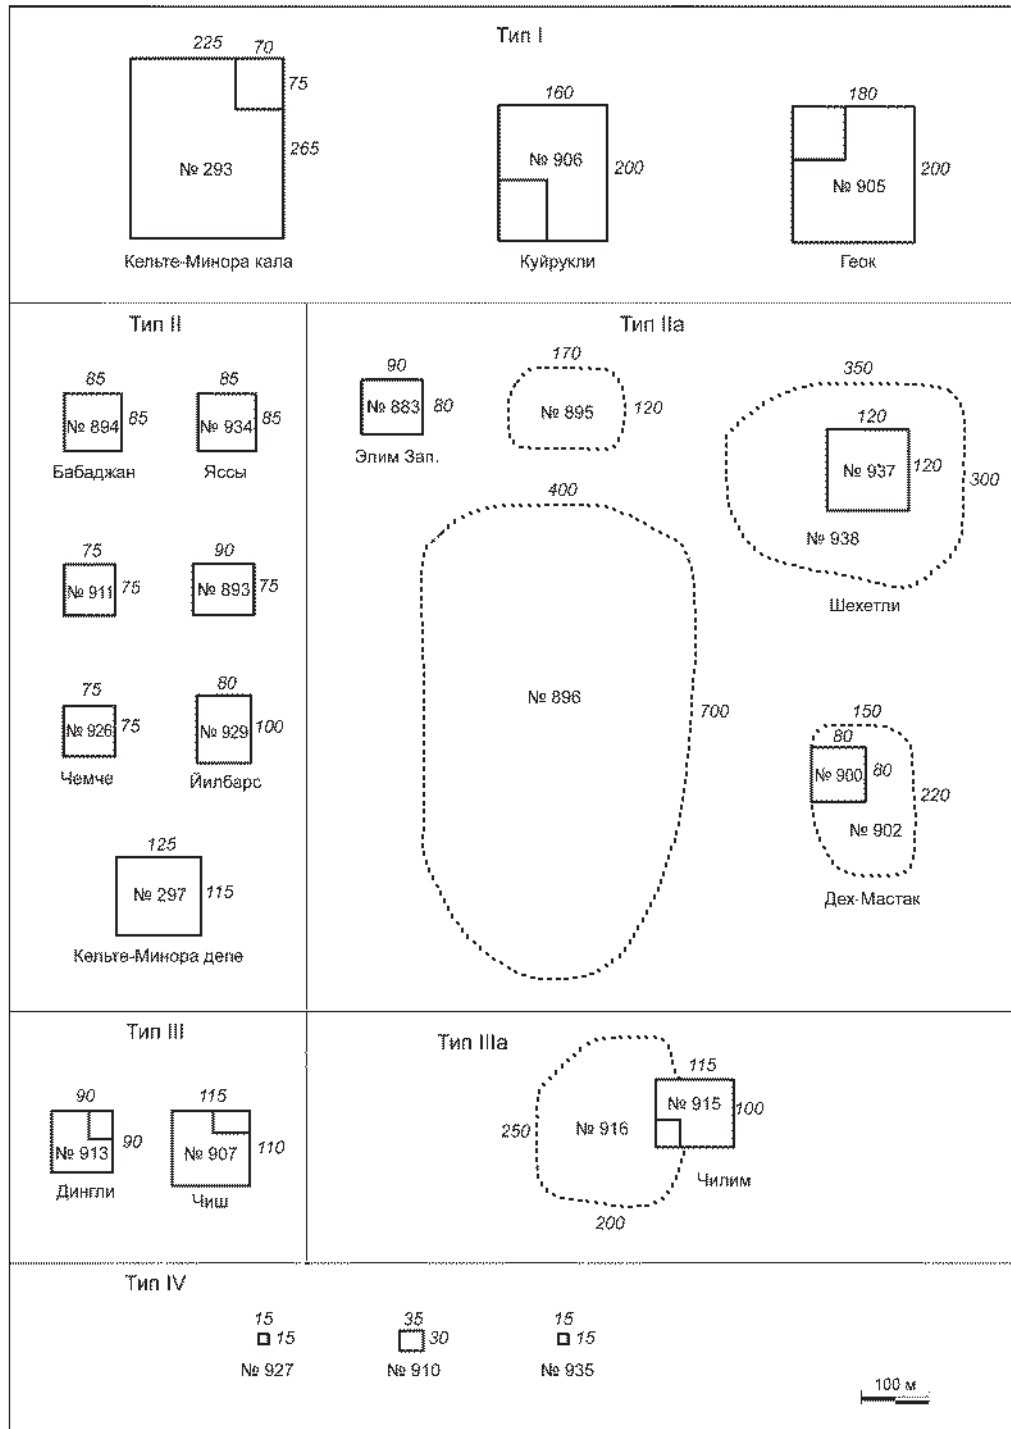 Тип I
225 70
75
265
№ 293
Кельте-Минора кала
160
№ 906
200
Куйрукли
180
№ 905
200
Геок
Тип II
85
№ 894 85
Бабаджан
85
№ 934 85
Яссы
75
№ 911 75
90
№ 893 75
75
№ 926 75
Чемче
80
№ 929 100
Йилбарс
125
№ 297 115
Кельте-Минора депе
Тип IIа
90
№ 883 80
Элим Зап.
170
№ 895 120
350
120
№ 937 120
300
№ 938
Шехетли
400
№ 896
700
150
80
№ 900 80
220
№ 902
Дех-Мастак
Тип III
90
90
№ 913
Дингли
115
№ 907 110
Чиш
Тип IIIа
115
№ 915 100
250 № 916
Чилим
200
Тип IV
15
15
№ 927
35
30
№ 910
15
15
№ 935
100 м